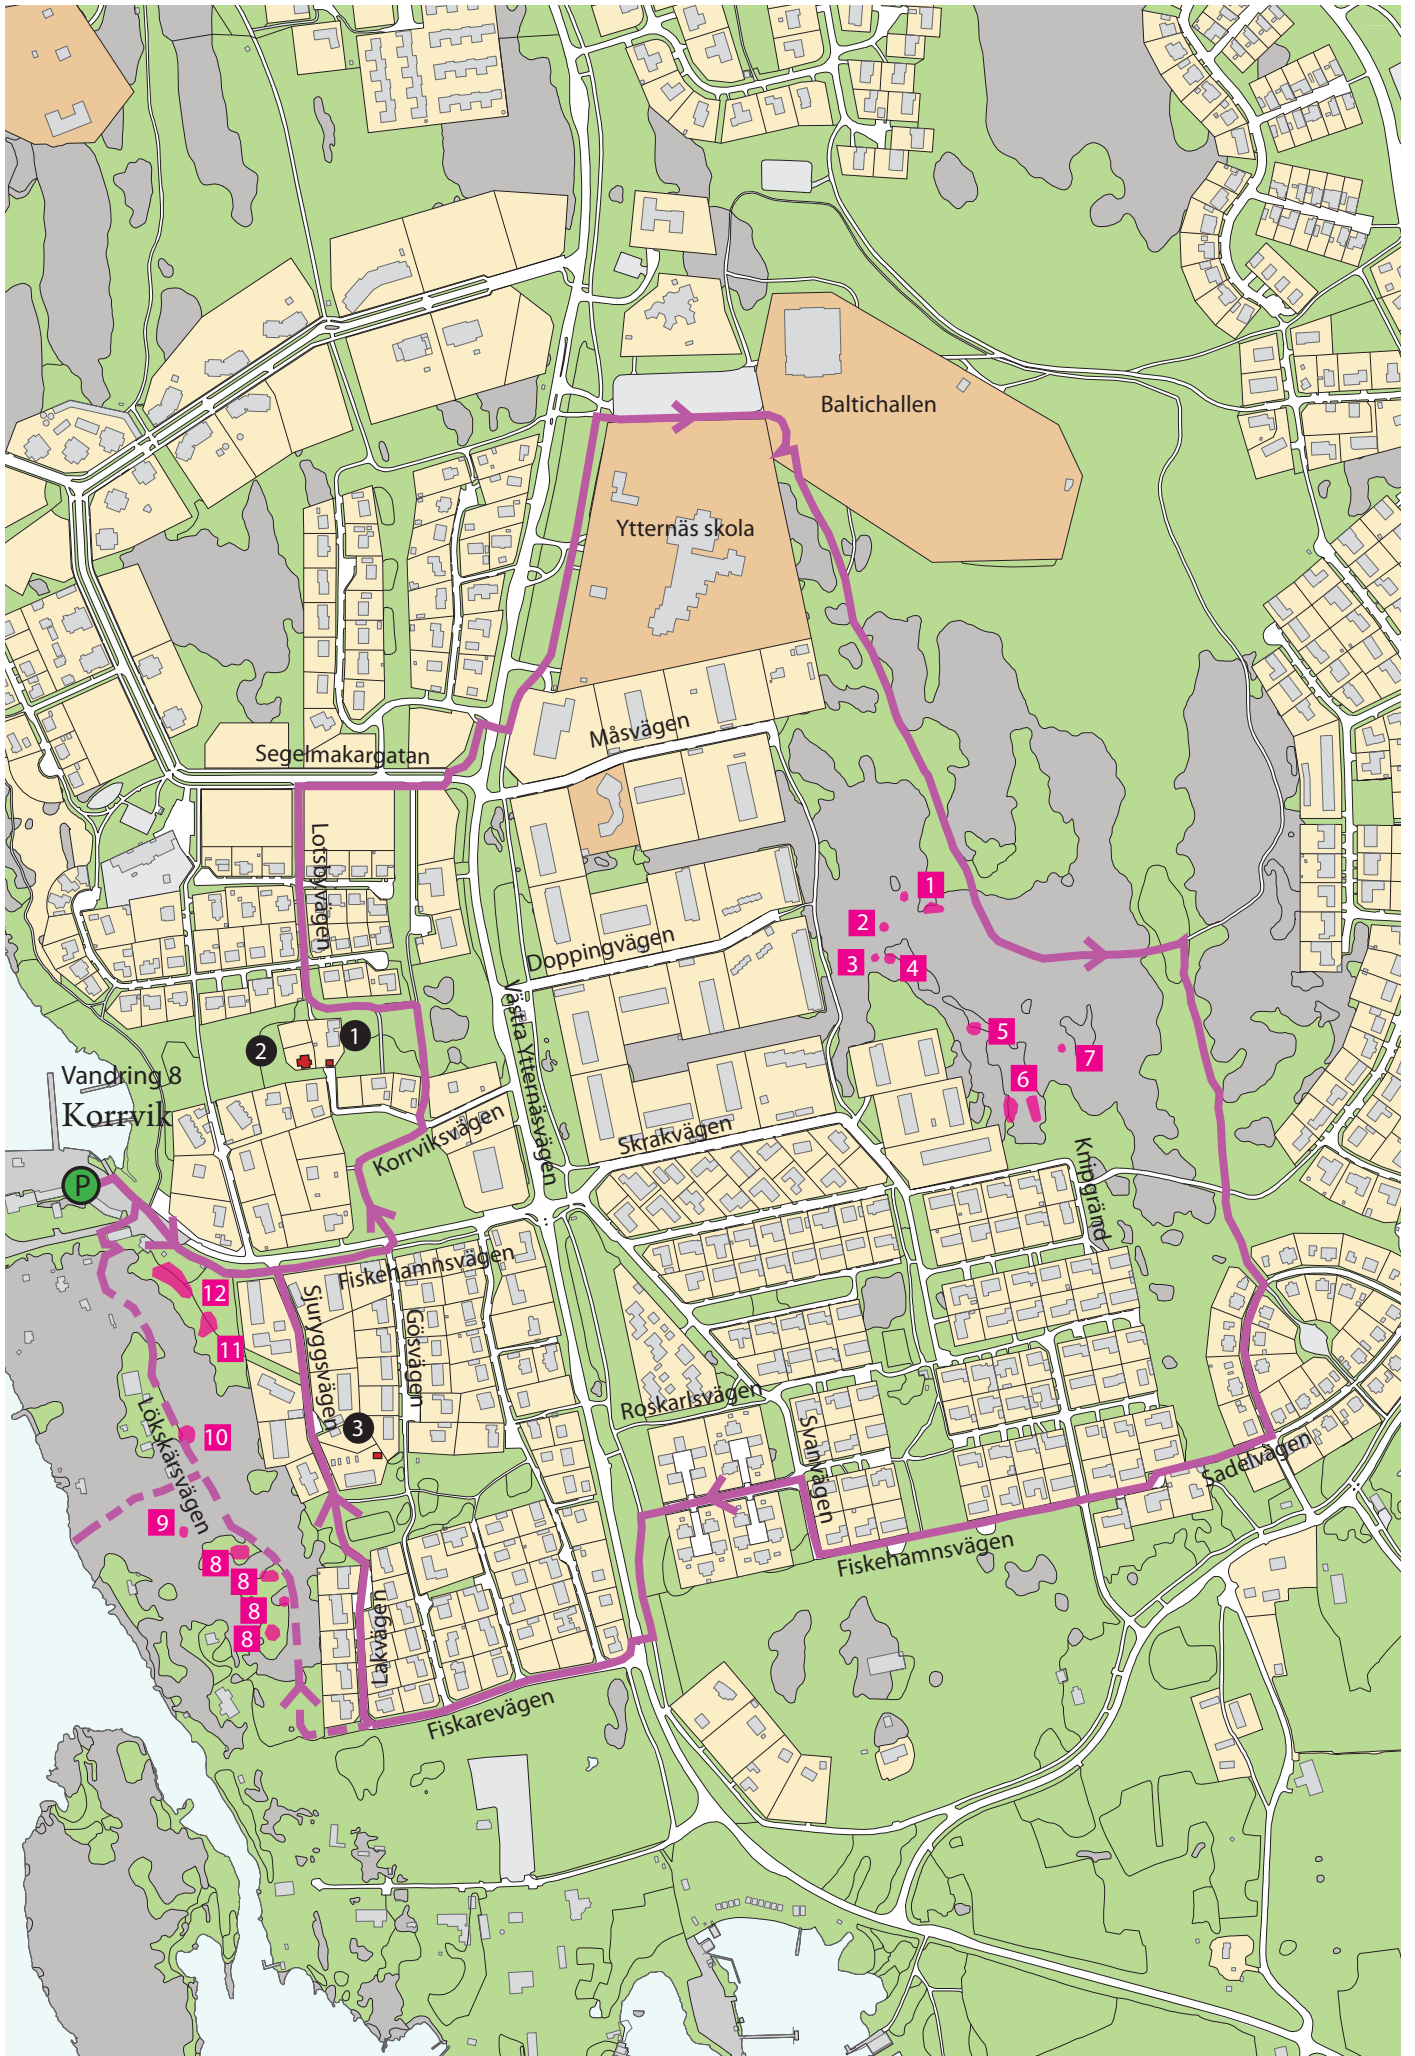 Baltichallen
Ytternäs skola
Måsvägen
Segelmakargatan
Lotsbyvägen
1
2
3
4
Doppingvägen
Västra Ytternäsvägen
5
7
6
1
2
Vandring 8
Korrvik
Korrviksvägen
Skrakvägen
Knipgränd
P
Fiskehamnsvägen
12
11
Sjuryggsvägen
Gösvägen
Roskarlsvägen
Svanvägen
3
10
Lökskärsvägen
Sadelvägen
9
Fiskehamnsvägen
8
8
8
8
Laxvägen
Fiskarevägen